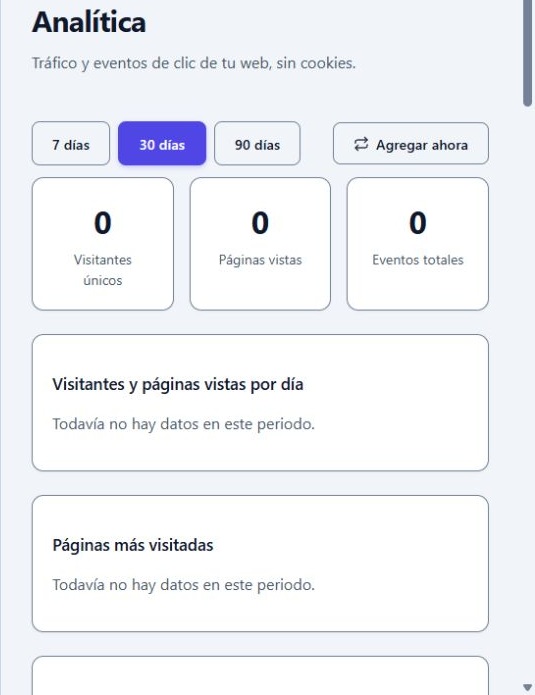 Analítica
Tráfico y eventos de clic de tu web, sin cookies.
7 días
30 días
90 días
Agregar ahora
0
Visitantes
únicos
0
Páginas vistas
0
Eventos totales
Visitantes y páginas vistas por día
Todavía no hay datos en este periodo.
Páginas más visitadas
Todavía no hay datos en este periodo.